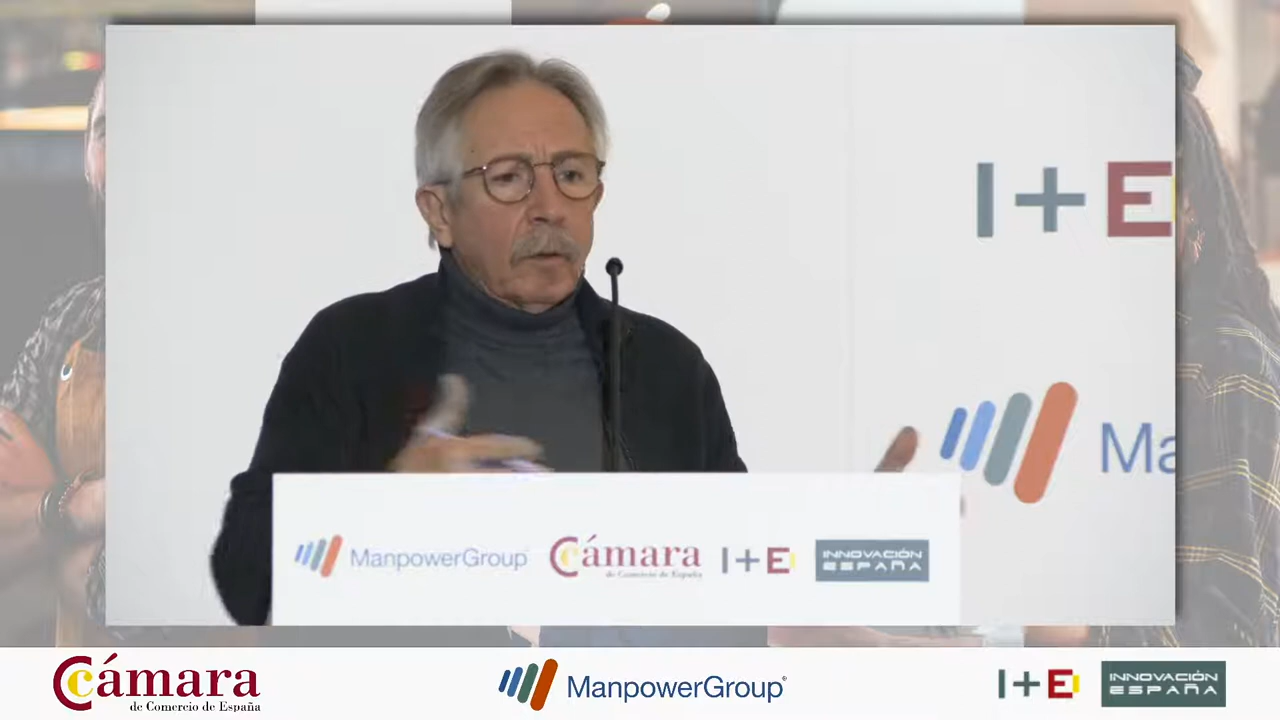 I+E
Ma
ManpowerGroup
Cámara
de Comercio de España
I+E
INNOVACIÓN
ESPAÑA
Cámara
de Comercio de España
ManpowerGroup®
I+E
INNOVACIÓN
ESPAÑA